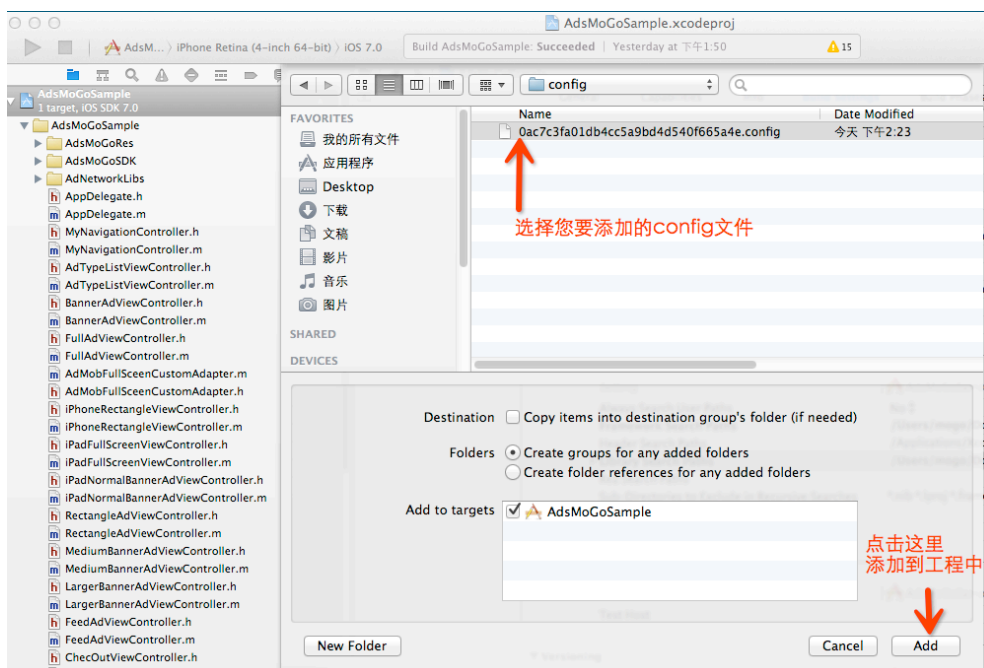 AdsMoGoSample.xcodeproj
AdsM... 〉 iPhone Retina (4-inch 64-bit) 〉 iOS 7.0
Build AdsMoGoSample: Succeeded | Yesterday at 下午1:50
15
AdsMoGoSample
1 target, iOS SDK 7.0
AdsMoGoSample
AdsMoGoRes
AdsMoGoSDK
AdNetworkLibs
h AppDelegate.h
m AppDelegate.m
h MyNavigationController.h
m MyNavigationController.m
h AdTypeListViewController.h
m AdTypeListViewController.m
h BannerAdViewController.h
m BannerAdViewController.m
h FullAdViewController.h
m FullAdViewController.m
m AdMobFullSceenCustomAdapter.m
h AdMobFullSceenCustomAdapter.h
h iPhoneRectangleViewController.h
m iPhoneRectangleViewController.m
h iPadFullScreenViewController.h
m iPadFullScreenViewController.m
h iPadNormalBannerAdViewController.h
m iPadNormalBannerAdViewController.m
h RectangleAdViewController.h
m RectangleAdViewController.m
h MediumBannerAdViewController.h
m MediumBannerAdViewController.m
h LargerBannerAdViewController.h
m LargerBannerAdViewController.m
h FeedAdViewController.h
m FeedAdViewController.m
h ChecOutViewController.h
config
FAVORITES
我的所有文件
应用程序
Desktop
下载
文稿
影片
音乐
图片
SHARED
DEVICES
Name Date Modified
0ac7c3fa01db4cc5a9bd4d540f665a4e.config 今天 下午2:23
选择您要添加的config文件
Destination Copy items into destination group's folder (if needed)
Folders Create groups for any added folders
Create folder references for any added folders
Add to targets AdsMoGoSample
点击这里
添加到工程中
New Folder Cancel Add